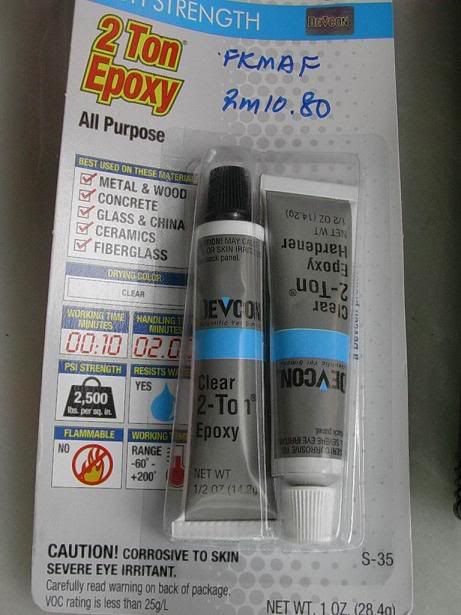 STRENGTH
DEVCON
2 Ton
Epoxy
FKMAF
RM10.80
All Purpose
BEST USED ON THESE
METAL & WOOD
CONCRETE
GLASS & CHINA
CERAMICS
FIBERGLASS
DRYING COLOR
CLEAR
WORKING TIME
MINUTES
00:10
HANDLING
MINUTES
02:0
PSI STRENGTH
2,500
lbs. per sq. in.
RESISTS
YES
FLAMMABLE
NO
WORKING
RANGE
-60° -
+200°
DEVCON
Clear
2-Ton®
Epoxy
NET WT
1/2 OZ (14.2g)
DEVCON
Clear
2-Ton®
Epoxy
Hardener
NET WT
1/2 OZ (14.2g)
CAUTION! CORROSIVE TO SKIN
SEVERE EYE IRRITANT.
Carefully read warning on back of package.
VOC rating is less than 25g/L
S-35
NET WT. 1 OZ. (28.4g)